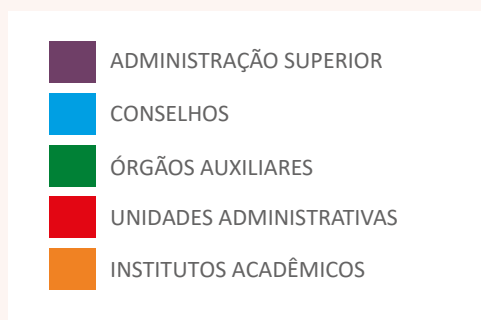 ADMINISTRAÇÃO SUPERIOR
CONSELHOS
ÓRGÃOS AUXILIARES
UNIDADES ADMINISTRATIVAS
INSTITUTOS ACADÊMICOS